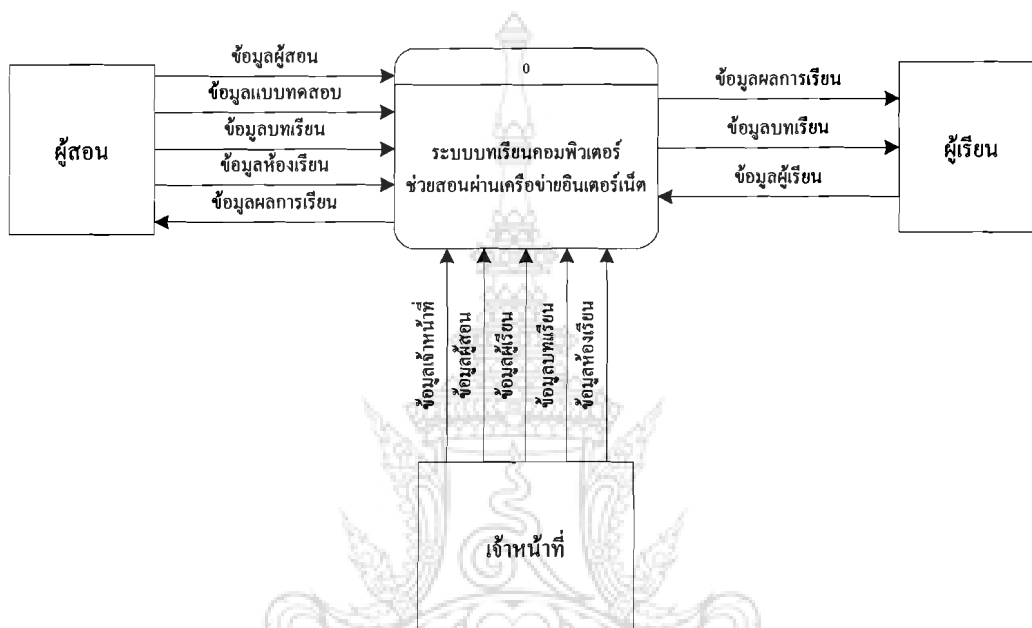 ข้อมูลผู้สอน
ข้อมูลแบบทดสอบ
ข้อมูลบทเรียน
ข้อมูลห้องเรียน
ข้อมูลผลการเรียน
ผู้สอน
0
ระบบบทเรียนคอมพิวเตอร์
ช่วยสอนผ่านเครือข่ายอินเตอร์เน็ต
ข้อมูลผลการเรียน
ข้อมูลบทเรียน
ข้อมูลผู้เรียน
ผู้เรียน
ข้อมูลเจ้าหน้าที่
ข้อมูลผู้สอน
ข้อมูลผู้เรียน
ข้อมูลบทเรียน
ข้อมูลห้องเรียน
เจ้าหน้าที่